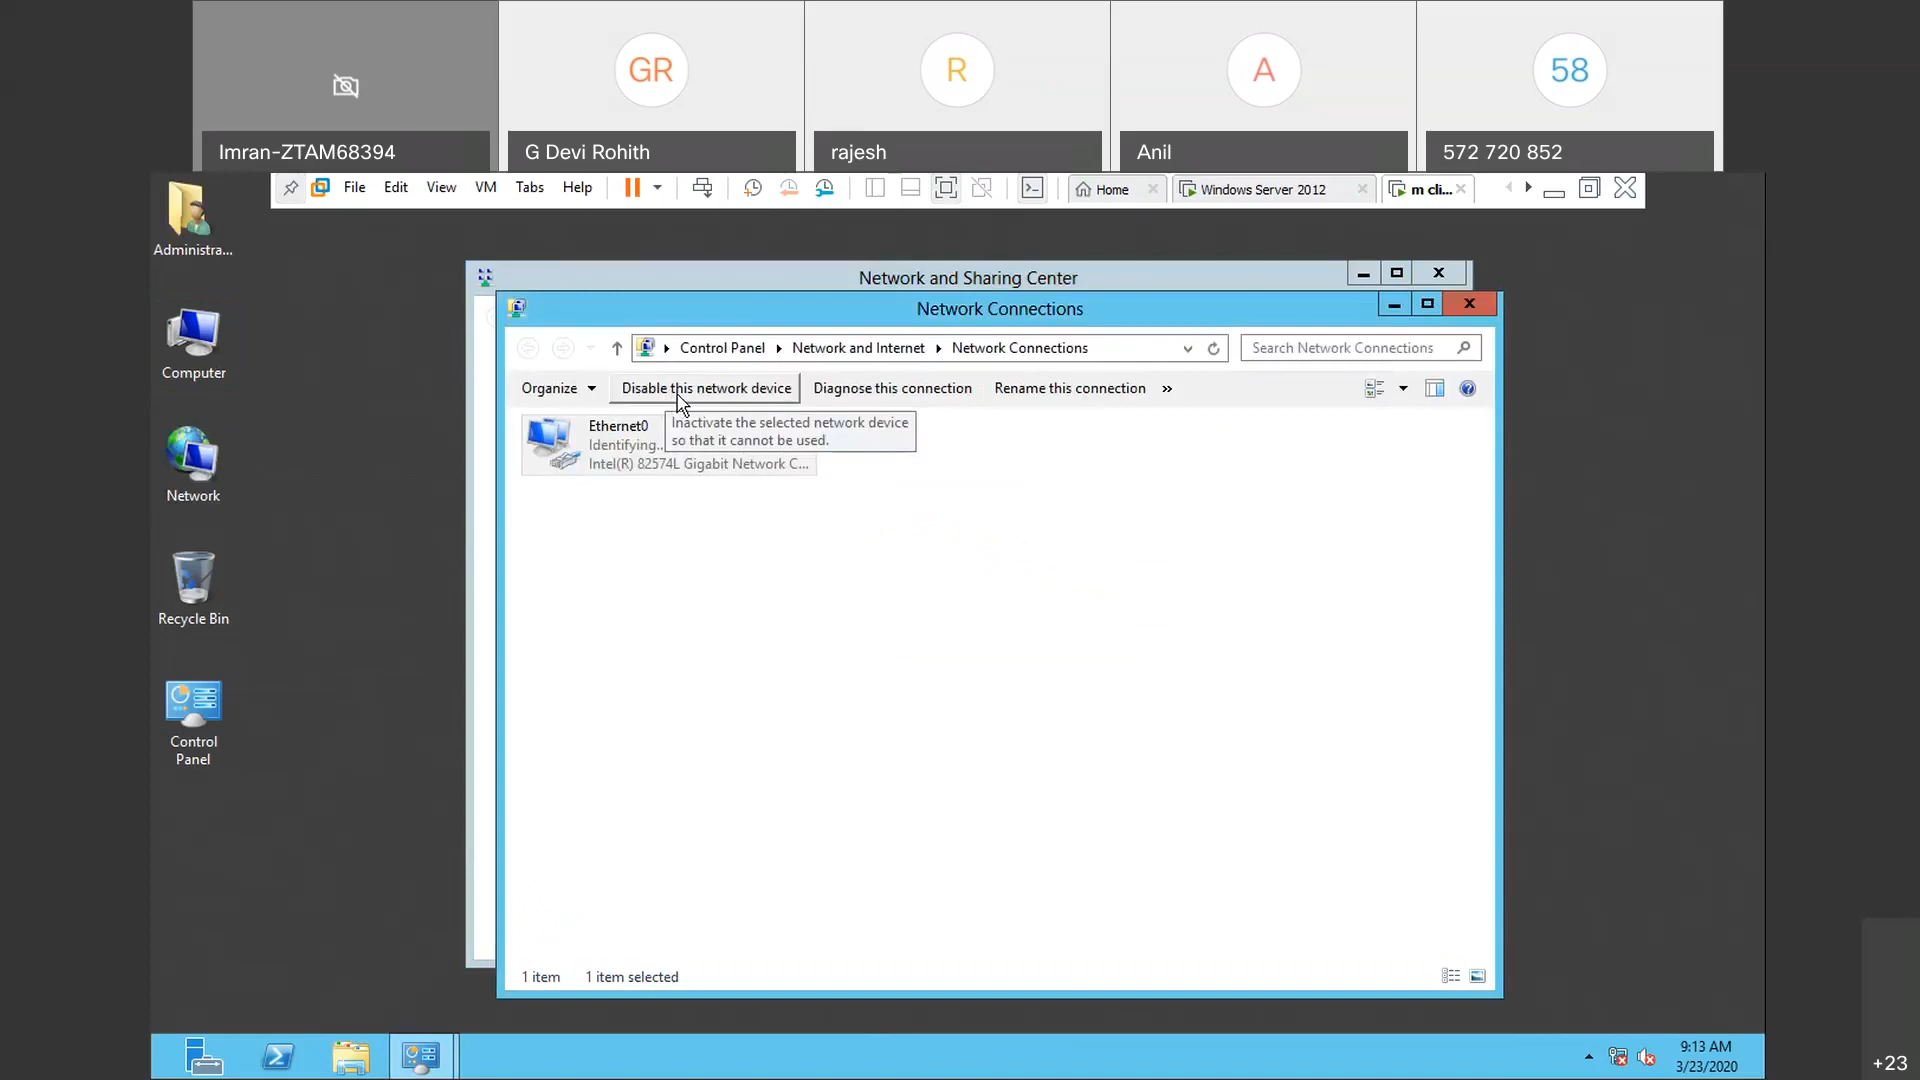 GR
R
A
58
Imran-ZTAM68394
G Devi Rohith
rajesh
Anil
572 720 852
File Edit View VM Tabs Help
Home
Windows Server 2012
m cli...
Administra...
Computer
Network
Recycle Bin
Control
Panel
Network and Sharing Center
Network Connections
Control Panel Network and Internet Network Connections
Search Network Connections
Organize Disable this network device Diagnose this connection Rename this connection »
Ethernet0
Identifying...
Intel(R) 82574L Gigabit Network C...
Inactivate the selected network device
so that it cannot be used.
1 item 1 item selected
9:13 AM
3/23/2020
+23